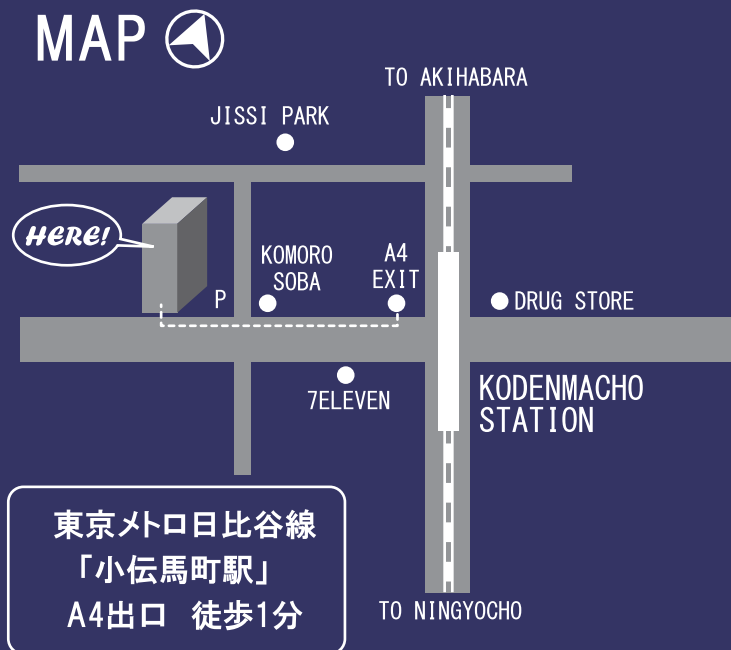 MAP
TO AKIHABARA
JISSI PARK
HERE!
KOMORO
SOBA
A4
EXIT
P
DRUG STORE
7ELEVEN
KODENMACHO
STATION
東京メトロ日比谷線
「小伝馬町駅」
A4出口 徒歩1分
TO NINGYOCHO